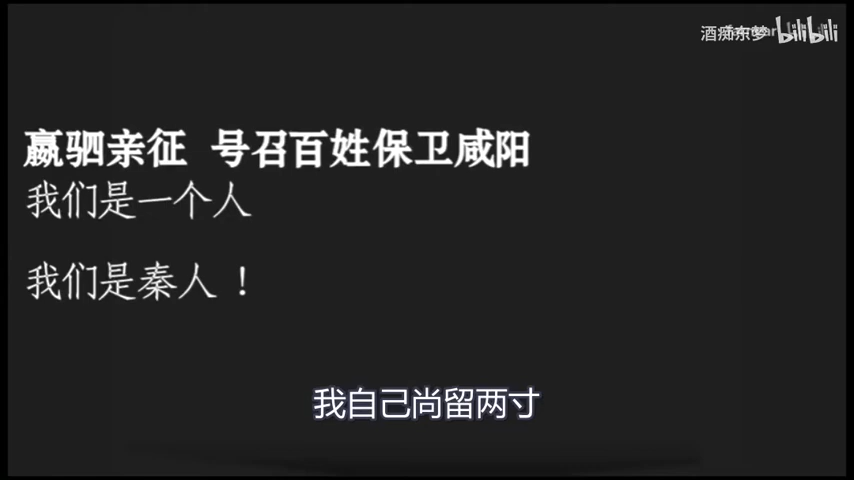 酒痴东梦 bilibili
嬴驷亲征 号召百姓保卫咸阳
我们是一个人
我们是秦人！
我自己尚留两寸